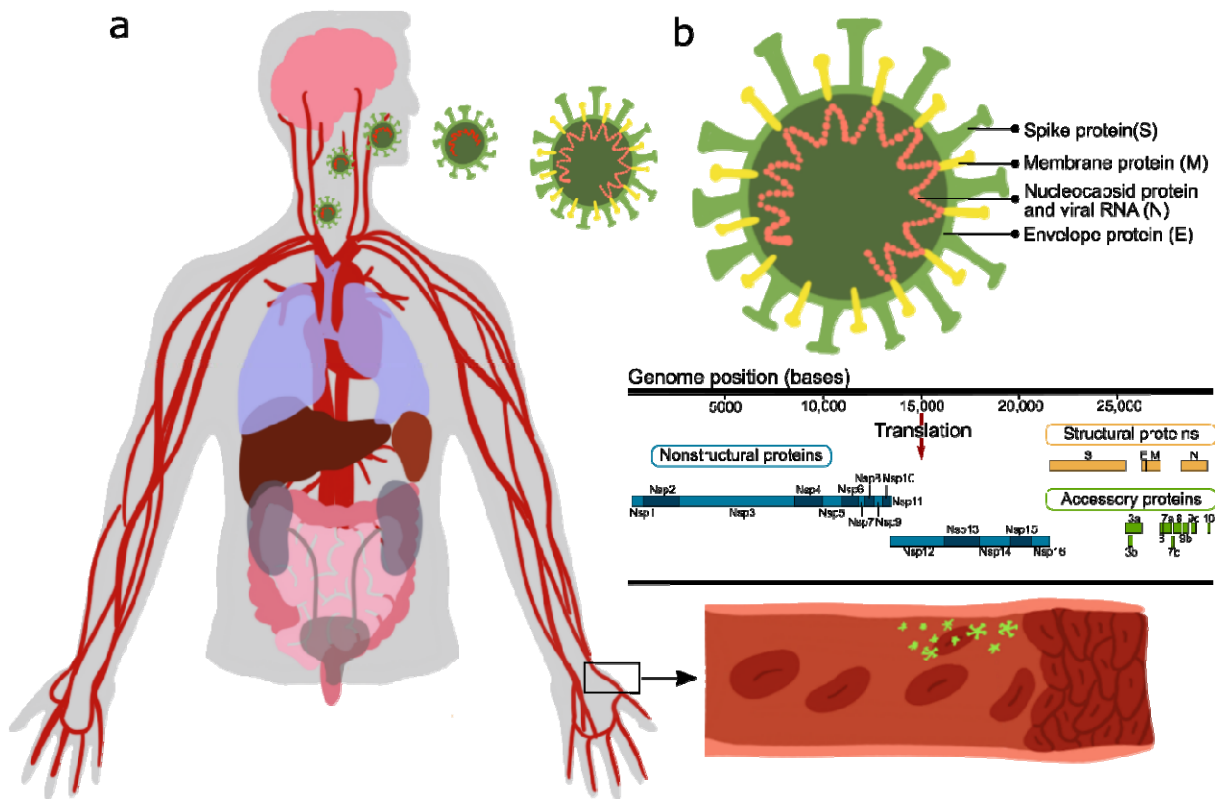 a
b
Spike protein(S)
Membrane protein (M)
Nucleocapsid protein
and viral RNA (N)
Envelope protein (E)
Genome position (bases)
5000 10,000 15,000 20,000 25,000
Translation
Nonstructural proteins
Structural proteins
S E M N
Nsp8 Nsp10
Nsp2 Nsp4 Nsp6 Nsp11
Nsp1 Nsp3 Nsp5 Nsp7 Nsp9
Accessory proteins
3a 7a 8 9c 10
6 9b
3b 7b
Nsp13 Nsp15
Nsp12 Nsp14 Nsp16